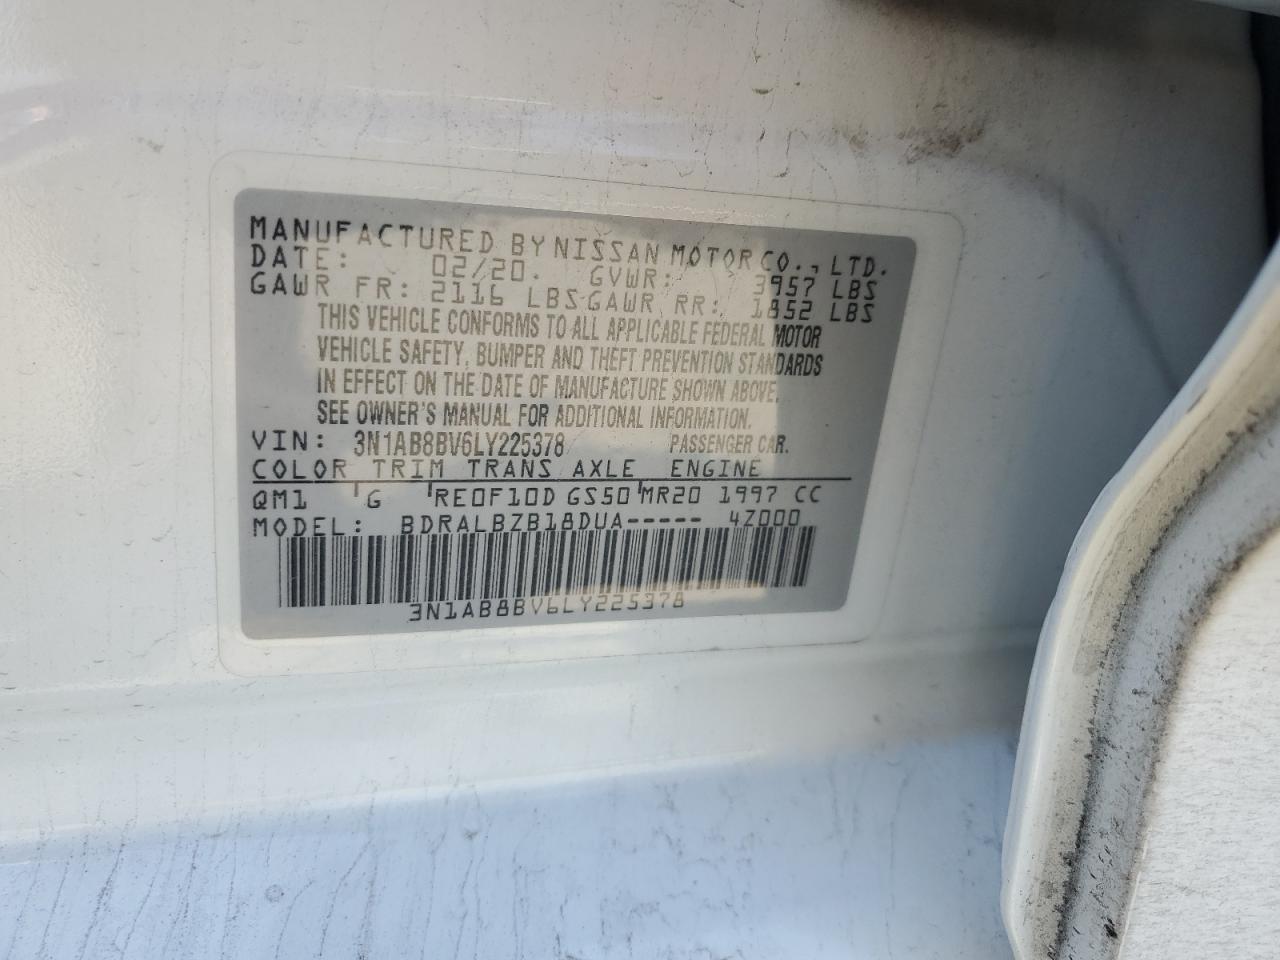 MANUFACTURED BY NISSAN MOTOR CO., LTD.
DATE: 02/20. GVWR: 3957 LBS
GAWR FR: 2116 LBS GAWR RR: 1852 LBS
THIS VEHICLE CONFORMS TO ALL APPLICABLE FEDERAL MOTOR
VEHICLE SAFETY, BUMPER AND THEFT PREVENTION STANDARDS
IN EFFECT ON THE DATE OF MANUFACTURE SHOWN ABOVE.
SEE OWNER'S MANUAL FOR ADDITIONAL INFORMATION.
VIN: 3N1AB8BV6LY225378 PASSENGER CAR.
COLOR TRIM TRANS AXLE ENGINE
QM1 G RE0F10D GS50 MR20 1997 CC
MODEL: BDRALBZB18DUA----- 4Z000
3N1AB8BV6LY225378